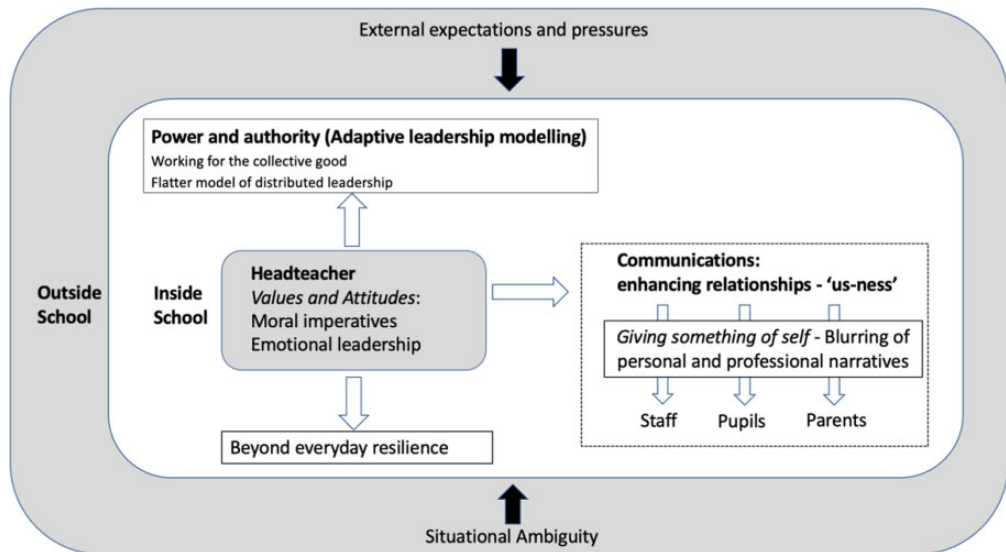 External expectations and pressures
Power and authority (Adaptive leadership modelling)
Working for the collective good
Flatter model of distributed leadership
Outside
School
Inside
School
Headteacher
Values and Attitudes:
Moral imperatives
Emotional leadership
Communications:
enhancing relationships - ‘us-ness’
Giving something of self - Blurring of
personal and professional narratives
Staff
Pupils
Parents
Beyond everyday resilience
Situational Ambiguity